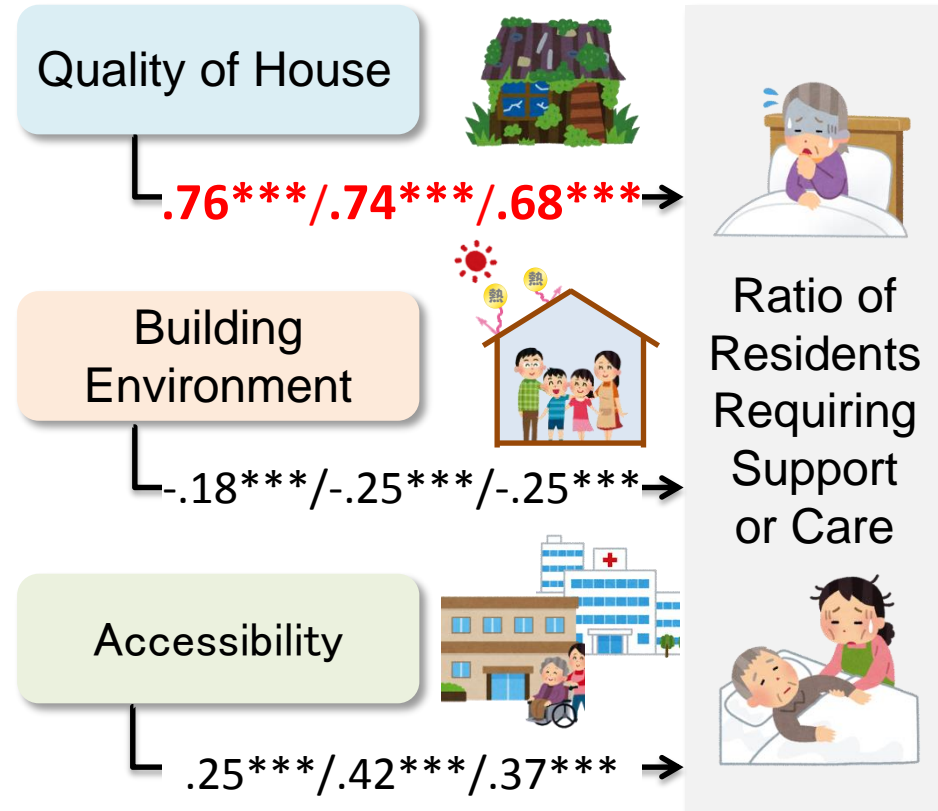 Quality of House
.76***/.74***/.68***
熱
熱
Building
Environment
-.18***/-.25***/-.25***
Accessibility
.25***/.42***/.37***
Ratio of
Residents
Requiring
Support
or Care